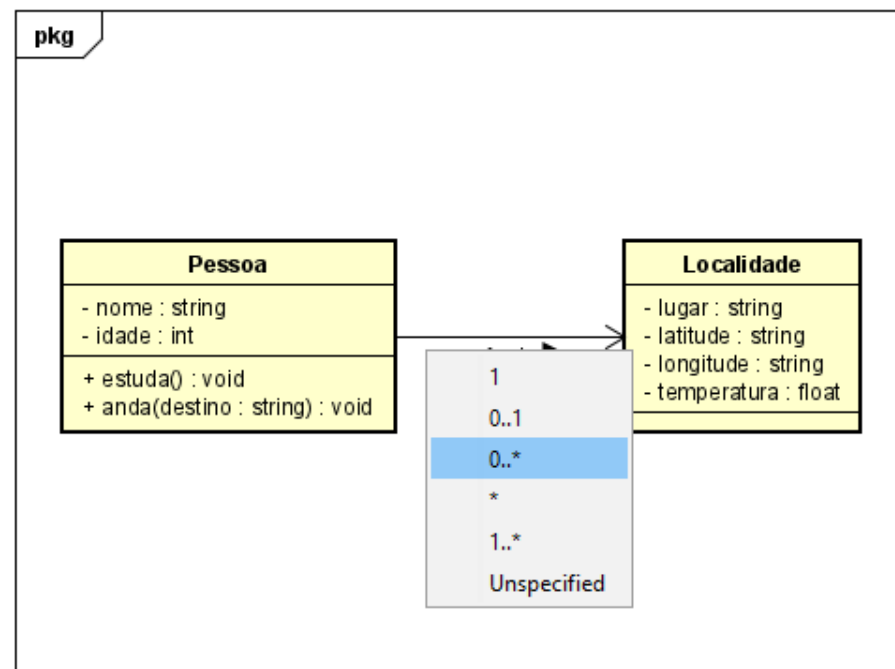 pkg
Pessoa
- nome : string
- idade : int
+ estuda() : void
+ anda(destino : string) : void
Localidade
- lugar : string
- latitude : string
- longitude : string
- temperatura : float
1
0..1
0..*
*
1..*
Unspecified